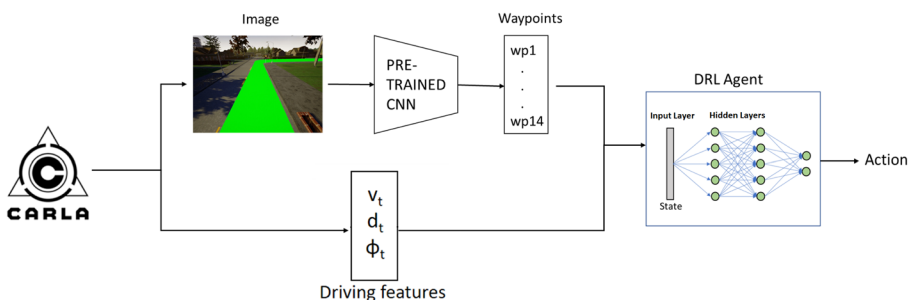 Image
Waypoints
PRE-
TRAINED
CNN
wp1
.
.
.
wp14
DRL Agent
Input Layer
Hidden Layers
State
Action
CARLA
vt
dt
ϕt
Driving features